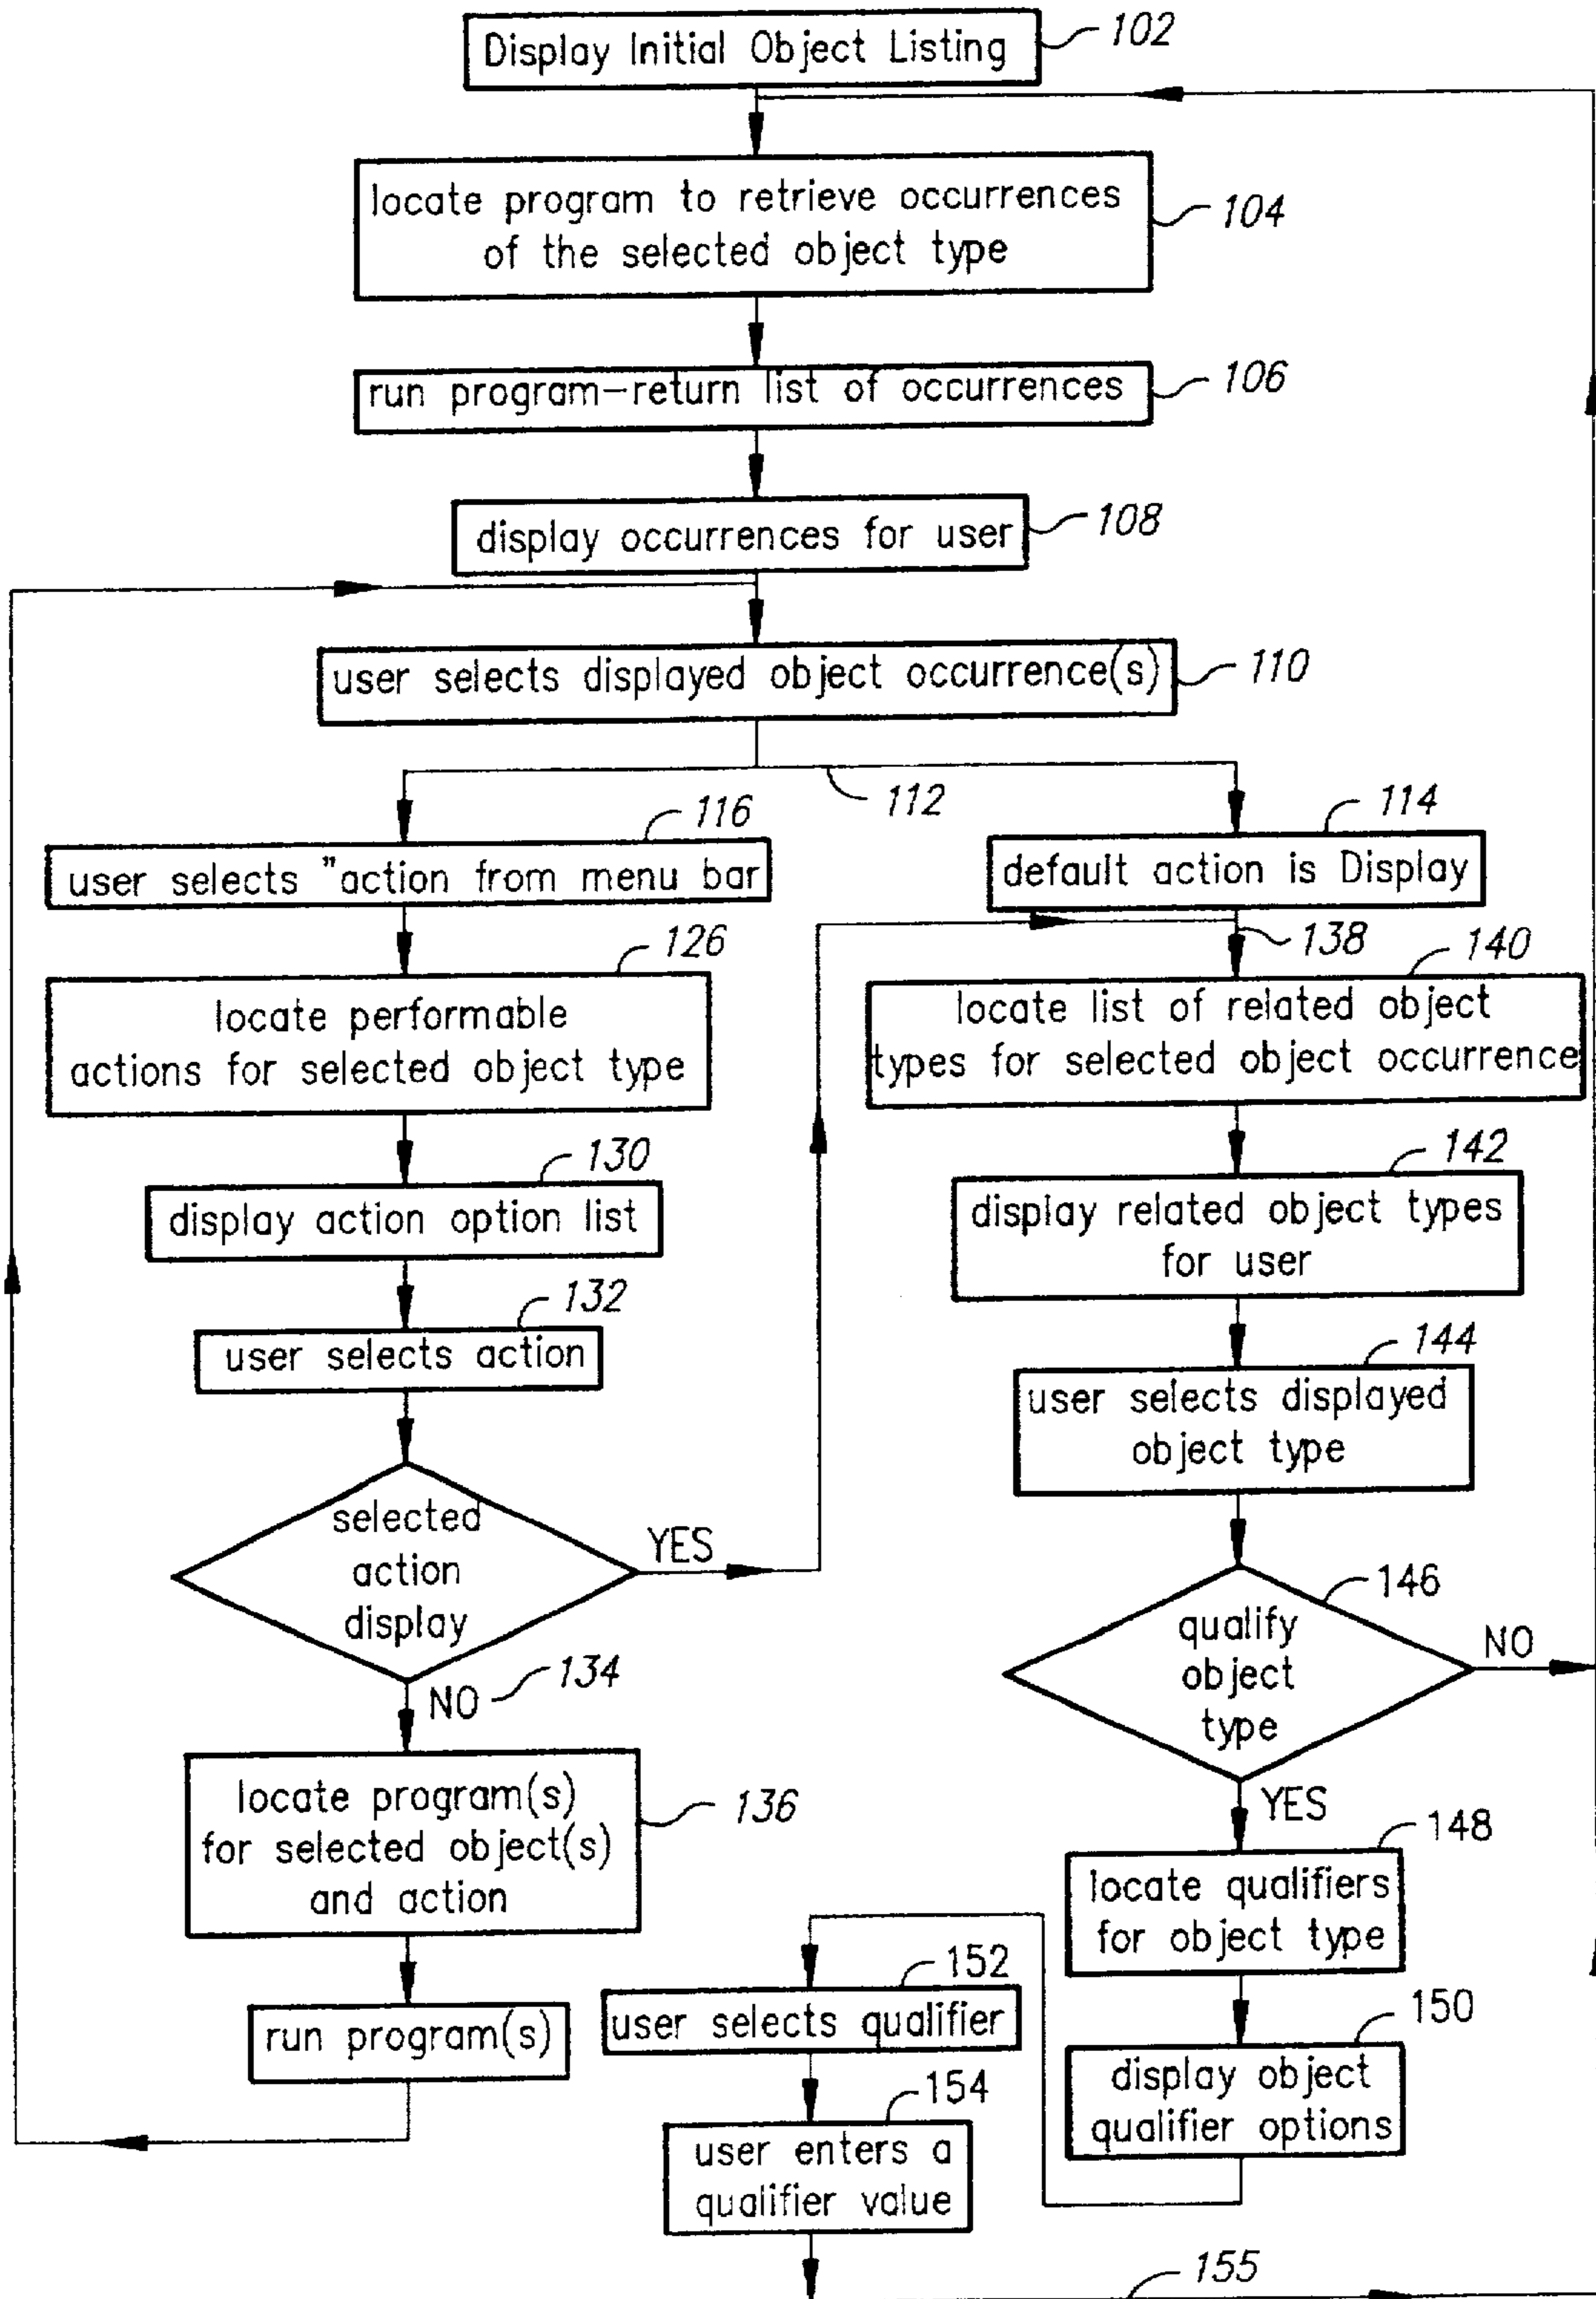 Display Initial Object Listing
102
locate program to retrieve occurrences
of the selected object type
104
run program-return list of occurrences
106
display occurrences for user
108
user selects displayed object occurrence(s)
110
112
116
user selects "action from menu bar
114
default action is Display
126
locate performable
actions for selected object type
138
140
locate list of related object
types for selected object occurrence
130
display action option list
142
display related object types
for user
132
user selects action
144
user selects displayed
object type
selected
action
display
YES
NO
134
146
qualify
object
type
NO
YES
locate program(s)
for selected object(s)
and action
136
148
locate qualifiers
for object type
run program(s)
152
user selects qualifier
150
display object
qualifier options
154
user enters a
qualifier value
155